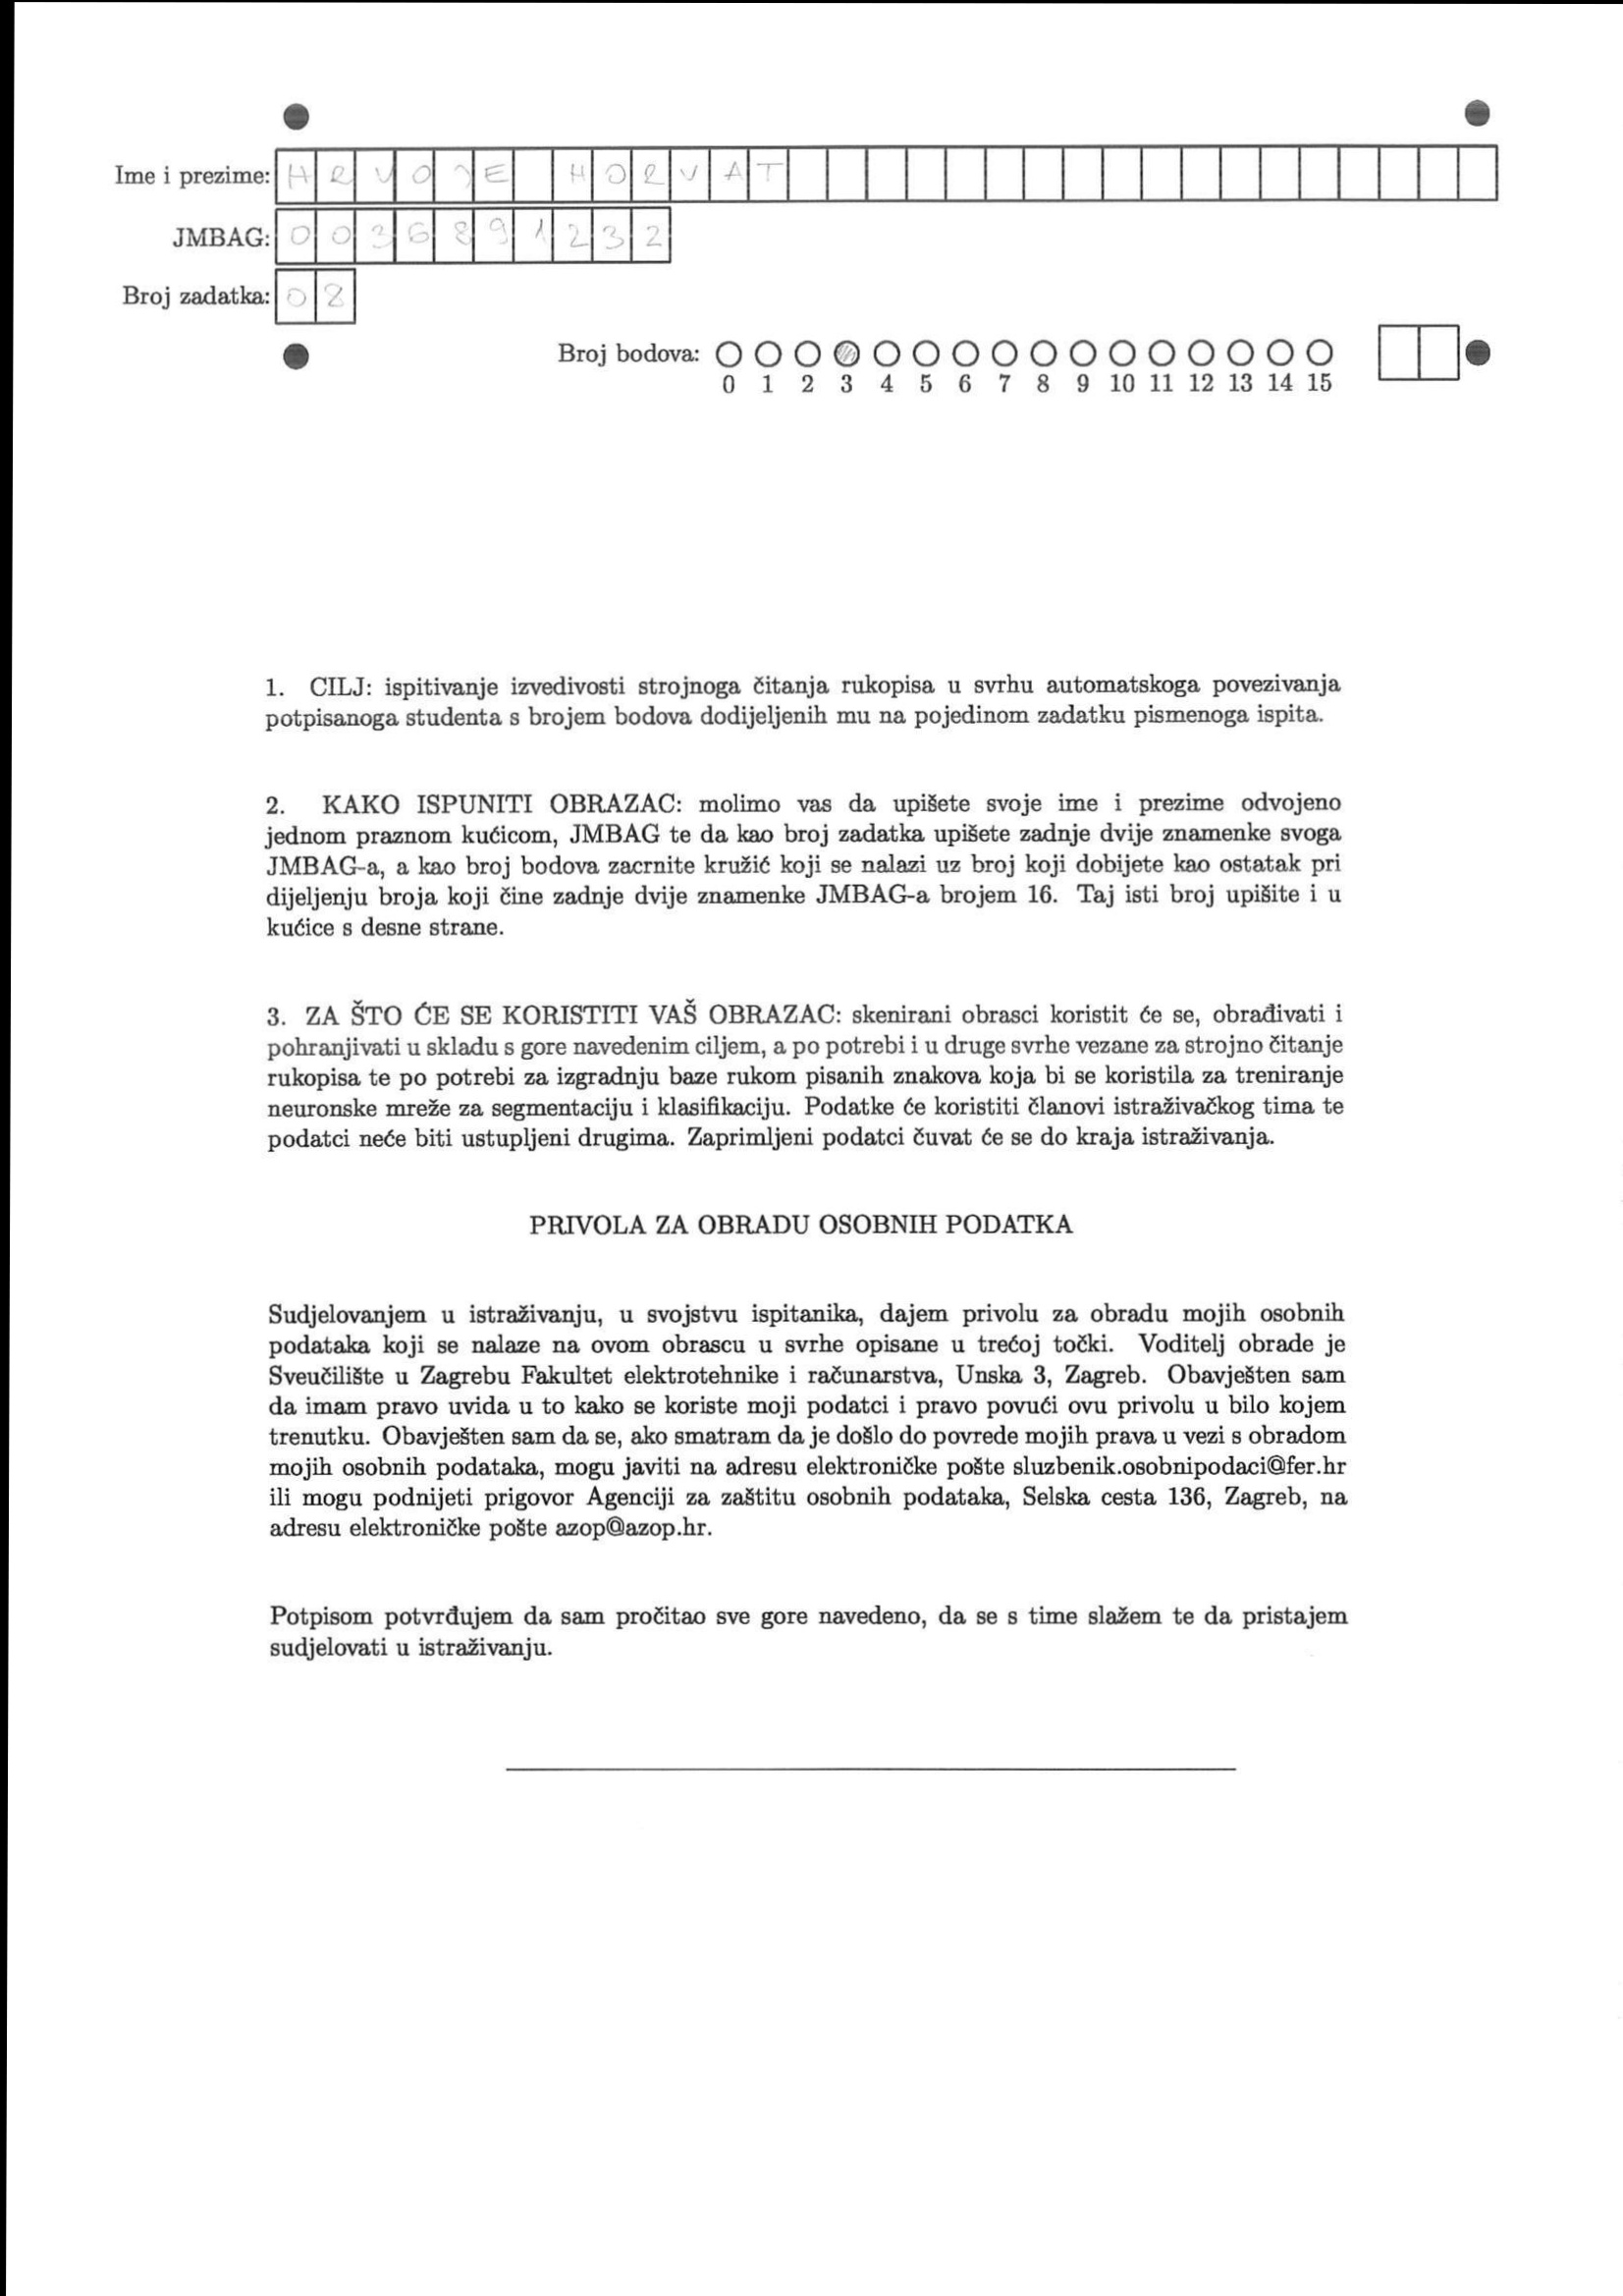 Ime i prezime: HRVOJE HORVAT
JMBAG: 0036891232
Broj zadatka: 02
Broj bodova:
0 1 2 3 4 5 6 7 8 9 10 11 12 13 14 15
1. CILJ: ispitivanje izvedivosti strojnoga čitanja rukopisa u svrhu automatskoga povezivanja
potpisanoga studenta s brojem bodova dodijeljenih mu na pojedinom zadatku pismenoga ispita.
2. KAKO ISPUNITI OBRAZAC: molimo vas da upišete svoje ime i prezime odvojeno
jednom praznom kućicom, JMBAG te da kao broj zadatka upišete zadnje dvije znamenke svoga
JMBAG-a, a kao broj bodova zacrnite kružić koji se nalazi uz broj koji dobijete kao ostatak pri
dijeljenju broja koji čine zadnje dvije znamenke JMBAG-a brojem 16. Taj isti broj upišite i u
kućice s desne strane.
3. ZA ŠTO ĆE SE KORISTITI VAŠ OBRAZAC: skenirani obrasci koristit će se, obrađivati i
pohranjivati u skladu s gore navedenim ciljem, a po potrebi i u druge svrhe vezane za strojno čitanje
rukopisa te po potrebi za izgradnju baze rukom pisanih znakova koja bi se koristila za treniranje
neuronske mreže za segmentaciju i klasifikaciju. Podatke će koristiti članovi istraživačkog tima te
podatci neće biti ustupljeni drugima. Zaprimljeni podatci čuvat će se do kraja istraživanja.
PRIVOLA ZA OBRADU OSOBNIH PODATKA
Sudjelovanjem u istraživanju, u svojstvu ispitanika, dajem privolu za obradu mojih osobnih
podataka koji se nalaze na ovom obrascu u svrhe opisane u trećoj točki. Voditelj obrade je
Sveučilište u Zagrebu Fakultet elektrotehnike i računarstva, Unska 3, Zagreb. Obavješten sam
da imam pravo uvida u to kako se koriste moji podatci i pravo povući ovu privolu u bilo kojem
trenutku. Obavješten sam da se, ako smatram da je došlo do povrede mojih prava u vezi s obradom
mojih osobnih podataka, mogu javiti na adresu elektroničke pošte sluzbenik.osobnipodaci@fer.hr
ili mogu podnijeti prigovor Agenciji za zaštitu osobnih podataka, Selska cesta 136, Zagreb, na
adresu elektroničke pošte azop@azop.hr.
Potpisom potvrđujem da sam pročitao sve gore navedeno, da se s time slažem te da pristajem
sudjelovati u istraživanju.